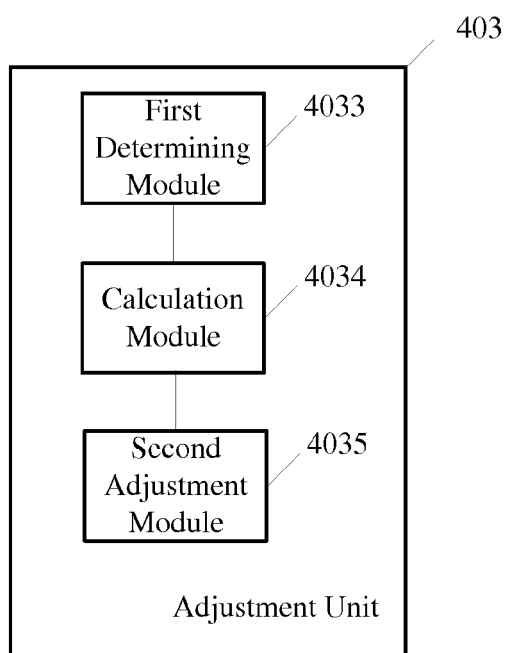 403
First
Determining
Module
4033
Calculation
Module
4034
Second
Adjustment
Module
4035
Adjustment Unit